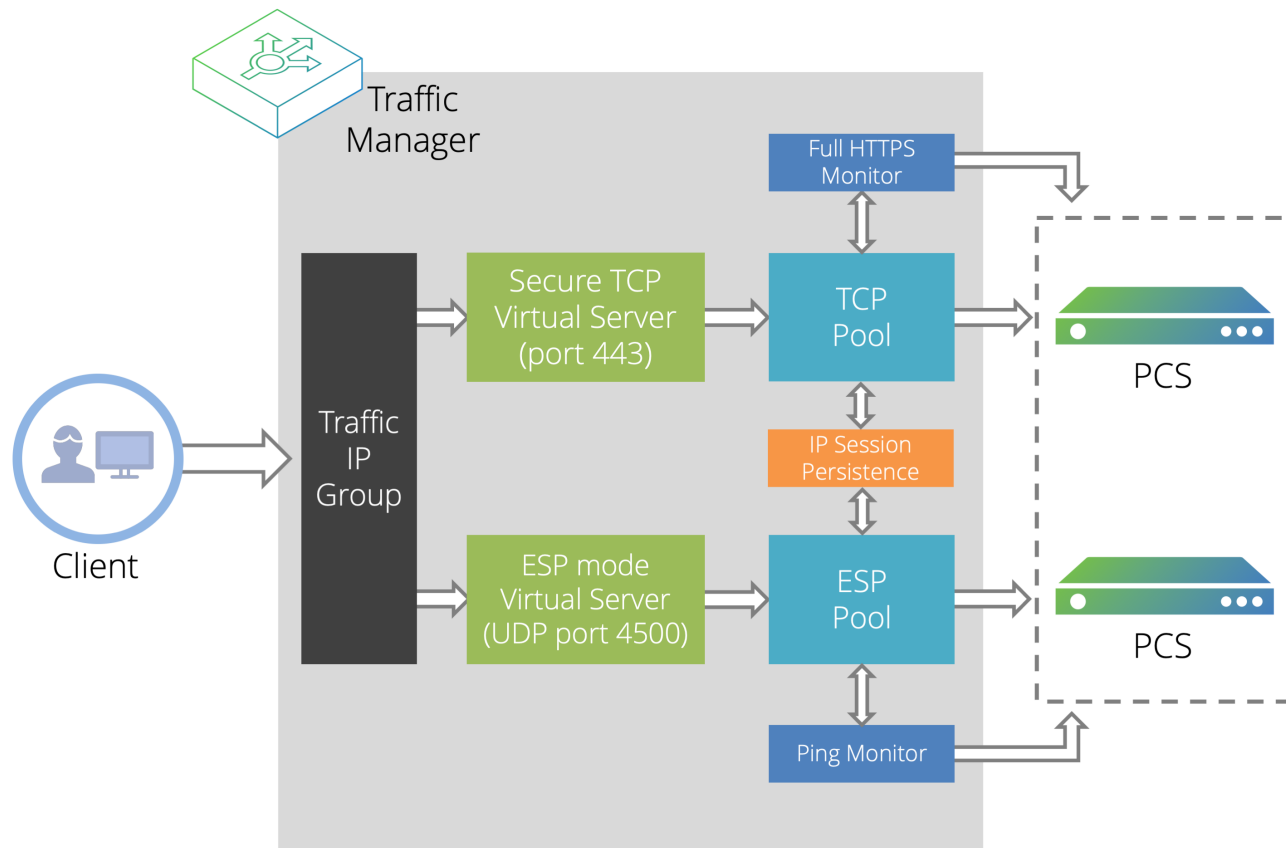 Traffic
Manager
Full HTTPS
Monitor
Secure TCP
Virtual Server
(port 443)
TCP
Pool
PCS
Traffic
IP
Group
IP Session
Persistence
Client
ESP mode
Virtual Server
(UDP port 4500)
ESP
Pool
PCS
Ping Monitor